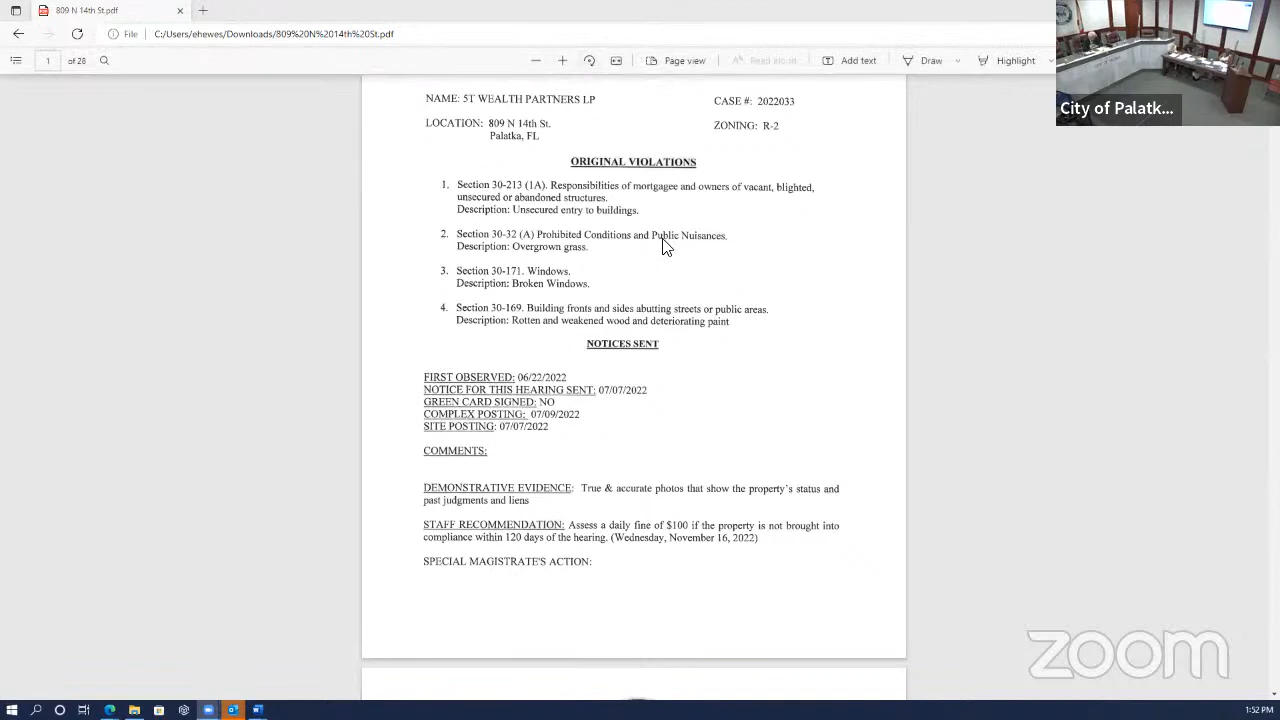 809 N 14th St.pdf
File C:/Users/ehewes/Downloads/809%20N%2014th%20St.pdf
1 of 28 Page view Read aloud Add text Draw Highlight
City of Palatk...
NAME: 5T WEALTH PARTNERS LP CASE #: 2022033
LOCATION: 809 N 14th St. ZONING: R-2
Palatka, FL
ORIGINAL VIOLATIONS
1. Section 30-213 (1A). Responsibilities of mortgagee and owners of vacant, blighted,
unsecured or abandoned structures.
Description: Unsecured entry to buildings.
2. Section 30-32 (A) Prohibited Conditions and Public Nuisances.
Description: Overgrown grass.
3. Section 30-171. Windows.
Description: Broken Windows.
4. Section 30-169. Building fronts and sides abutting streets or public areas.
Description: Rotten and weakened wood and deteriorating paint
NOTICES SENT
FIRST OBSERVED: 06/22/2022
NOTICE FOR THIS HEARING SENT: 07/07/2022
GREEN CARD SIGNED: NO
COMPLEX POSTING: 07/09/2022
SITE POSTING: 07/07/2022
COMMENTS:
DEMONSTRATIVE EVIDENCE: True & accurate photos that show the property's status and
past judgments and liens
STAFF RECOMMENDATION: Assess a daily fine of $100 if the property is not brought into
compliance within 120 days of the hearing. (Wednesday, November 16, 2022)
SPECIAL MAGISTRATE'S ACTION:
zoom
1:52 PM